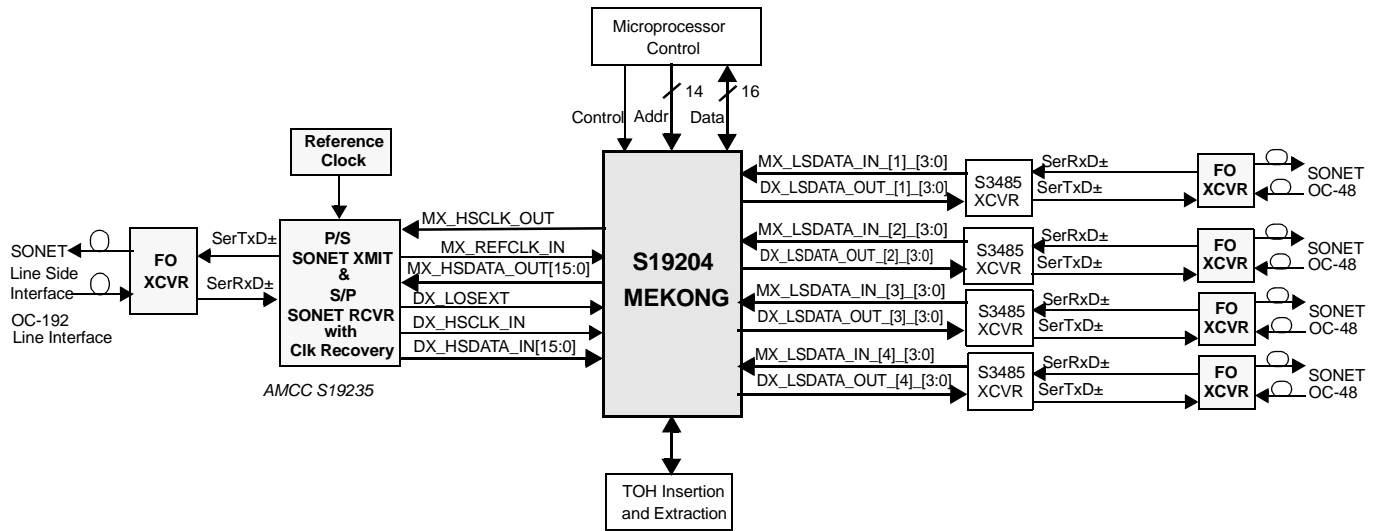 Microprocessor
Control
14
16
Control
Addr
Data
Reference
Clock
SONET
Line Side
Interface
OC-192
Line Interface
FO
XCVR
SerTxD±
SerRxD±
P/S
SONET XMIT
&
S/P
SONET RCVR
with
Clk Recovery
AMCC S19235
MX_HSCLK_OUT
MX_REFCLK_IN
MX_HSDATA_OUT[15:0]
DX_LOSEXT
DX_HSCLK_IN
DX_HSDATA_IN[15:0]
S19204
MEKONG
MX_LSDATA_IN_[1]_[3:0]
DX_LSDATA_OUT_[1]_[3:0]
S3485
XCVR
SerRxD±
SerTxD±
FO
XCVR
SONET
OC-48
MX_LSDATA_IN_[2]_[3:0]
DX_LSDATA_OUT_[2]_[3:0]
S3485
XCVR
SerRxD±
SerTxD±
FO
XCVR
SONET
OC-48
MX_LSDATA_IN_[3]_[3:0]
DX_LSDATA_OUT_[3]_[3:0]
S3485
XCVR
SerRxD±
SerTxD±
FO
XCVR
SONET
OC-48
MX_LSDATA_IN_[4]_[3:0]
DX_LSDATA_OUT_[4]_[3:0]
S3485
XCVR
SerRxD±
SerTxD±
FO
XCVR
SONET
OC-48
TOH Insertion
and Extraction